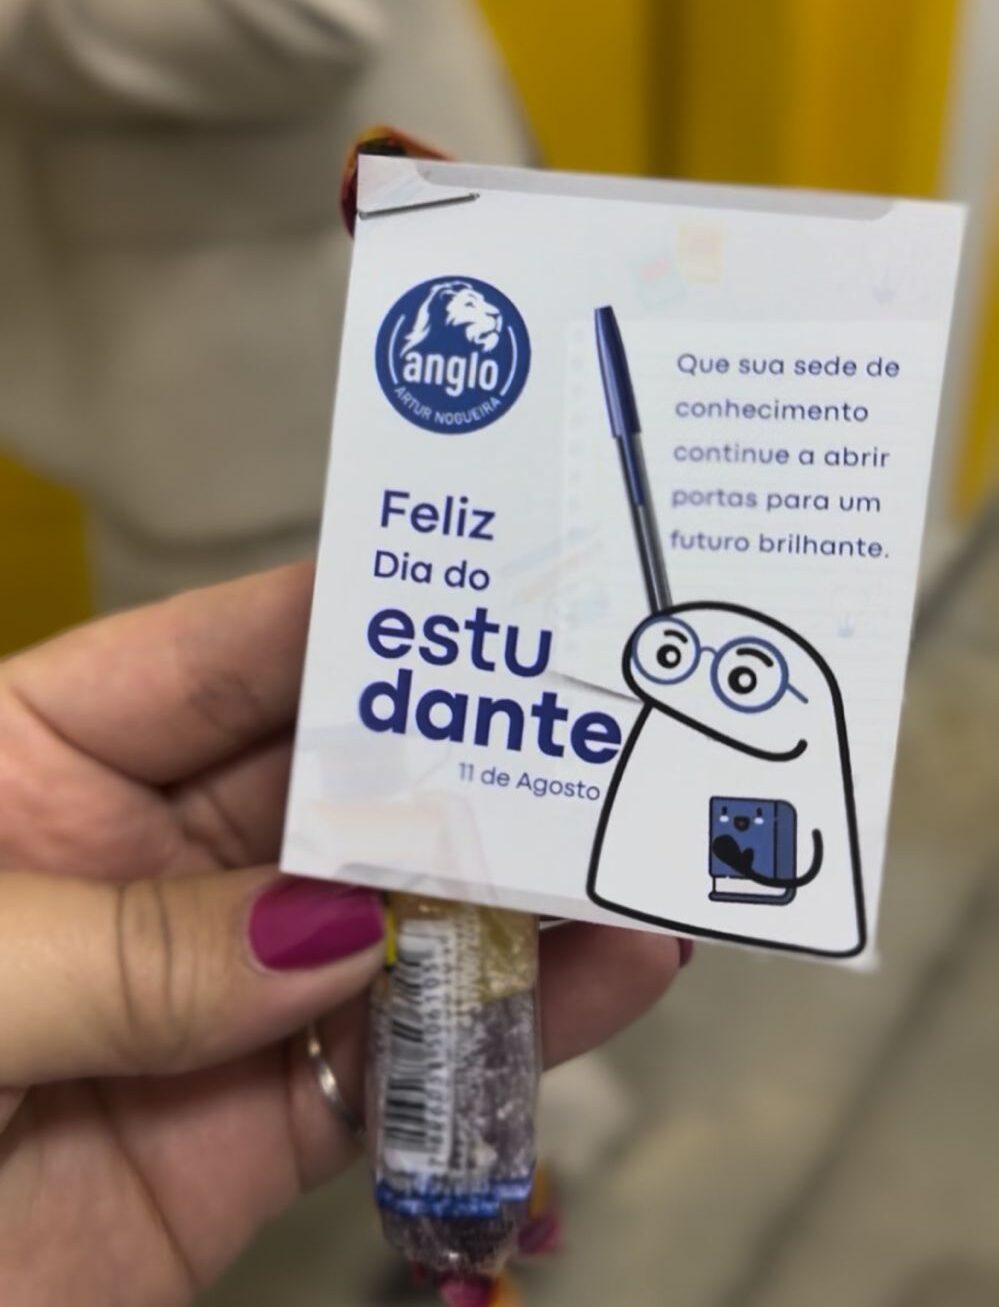 anglo
ARTUR NOGUEIRA
Feliz
Dia do
estu
dante
11 de Agosto
Que sua sede de
conhecimento
continue a abrir
portas para um
futuro brilhante.